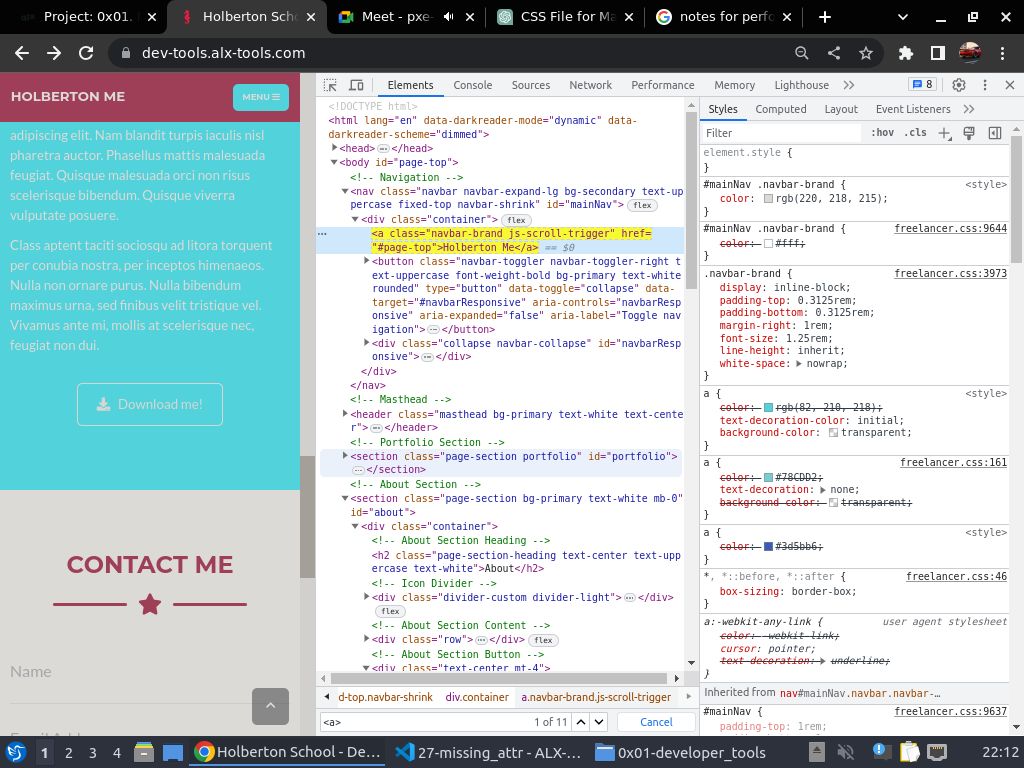 Project: 0x01.
Holberton Scho
Meet - pxe-
CSS File for Ma
notes for perfo
dev-tools.alx-tools.com
HOLBERTON ME
MENU
adipiscing elit. Nam blandit turpis iaculis nisl
pharetra auctor. Phasellus mattis malesuada
feugiat. Quisque malesuada orci non risus
scelerisque bibendum. Quisque viverra
vulputate posuere.
Class aptent taciti sociosqu ad litora torquent
per conubia nostra, per inceptos himenaeos.
Nulla non ornare purus. Nulla bibendum
maximus urna, sed finibus velit tristique vel.
Vivamus ante mi, mollis at scelerisque nec,
feugiat non dui.
Download me!
CONTACT ME
Name
Elements Console Sources Network Performance Memory Lighthouse 8
<!DOCTYPE html>
<html lang="en" data-darkreader-mode="dynamic" data-
darkreader-scheme="dimmed">
<head> </head>
<body id="page-top">
<!-- Navigation -->
<nav class="navbar navbar-expand-lg bg-secondary text-up
percase fixed-top navbar-shrink" id="mainNav"> flex
<div class="container"> flex
<a class="navbar-brand js-scroll-trigger" href=
"#page-top">Holberton Me</a> == $0
<button class="navbar-toggler navbar-toggler-right t
ext-uppercase font-weight-bold bg-primary text-white
rounded" type="button" data-toggle="collapse" data-
target="#navbarResponsive" aria-controls="navbarResp
onsive" aria-expanded="false" aria-label="Toggle nav
igation"> </button>
<div class="collapse navbar-collapse" id="navbarResp
onsive"> </div>
</div>
</nav>
<!-- Masthead -->
<header class="masthead bg-primary text-white text-cente
r"> </header>
<!-- Portfolio Section -->
<section class="page-section portfolio" id="portfolio">
</section>
<!-- About Section -->
<section class="page-section bg-primary text-white mb-0"
id="about">
<div class="container">
<!-- About Section Heading -->
<h2 class="page-section-heading text-center text-upp
ercase text-white">About</h2>
<!-- Icon Divider -->
<div class="divider-custom divider-light"> </div>
flex
<!-- About Section Content -->
<div class="row"> </div> flex
<!-- About Section Button -->
<div class="text-center mt-4">
d-top.navbar-shrink div.container a.navbar-brand.js-scroll-trigger
<a> 1 of 11 Cancel
Styles Computed Layout Event Listeners
Filter :hov .cls
element.style {
}
#mainNav .navbar-brand { <style>
color: rgb(220, 218, 215);
}
#mainNav .navbar-brand { freelancer.css:9644
color: #fff;
}
.navbar-brand { freelancer.css:3973
display: inline-block;
padding-top: 0.3125rem;
padding-bottom: 0.3125rem;
margin-right: 1rem;
font-size: 1.25rem;
line-height: inherit;
white-space: nowrap;
}
a { <style>
color: rgb(82, 210, 218);
text-decoration-color: initial;
background-color: transparent;
}
a { freelancer.css:161
color: #78CDD2;
text-decoration: none;
background-color: transparent;
}
a { <style>
color: #3d5bb6;
}
*, *::before, *::after { freelancer.css:46
box-sizing: border-box;
}
a:-webkit-any-link { user agent stylesheet
color: -webkit-link;
cursor: pointer;
text-decoration: underline;
}
Inherited from nav#mainNav.navbar.navbar-…
#mainNav { freelancer.css:9637
padding-top: 1rem;
1 2 3 4 Holberton School - De... 27-missing_attr - ALX-... 0x01-developer_tools 22:12